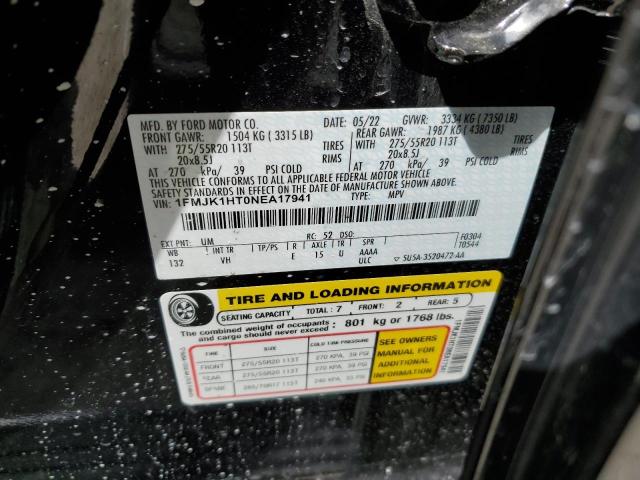 MFD. BY FORD MOTOR CO. DATE: 05/22 GVWR: 3334 KG (7350 LB)
FRONT GAWR: 1504 KG (3315 LB) REAR GAWR: 1987 KG (4380 LB)
WITH 275/55R20 113T TIRES WITH 275/55R20 113T TIRES
20x8.5J RIMS 20x8.5J RIMS
AT 270 kPa/ 39 PSI COLD AT 270 kPa/ 39 PSI COLD
THIS VEHICLE CONFORMS TO ALL APPLICABLE FEDERAL MOTOR VEHICLE
SAFETY STANDARDS IN EFFECT ON THE DATE OF MANUFACTURE SHOWN ABOVE.
VIN: 1FMJK1HT0NEA17941 TYPE: MPV
EXT PNT: UM RC: 52 DSO: F0304
WB INT TR TP/PS R AXLE TR SPR T0544
132 VH E 15 U AAAA
ULC 5U5A-3520472-AA
TIRE AND LOADING INFORMATION
SEATING CAPACITY TOTAL: 7 FRONT: 2 REAR: 5
The combined weight of occupants and cargo should never exceed: 801 kg or 1768 lbs.
TIRE SIZE COLD TIRE PRESSURE
FRONT 275/55R20 113T 270 KPA, 39 PSI
REAR 275/55R20 113T 270 KPA, 39 PSI
SPARE
SEE OWNERS
MANUAL FOR
ADDITIONAL
INFORMATION